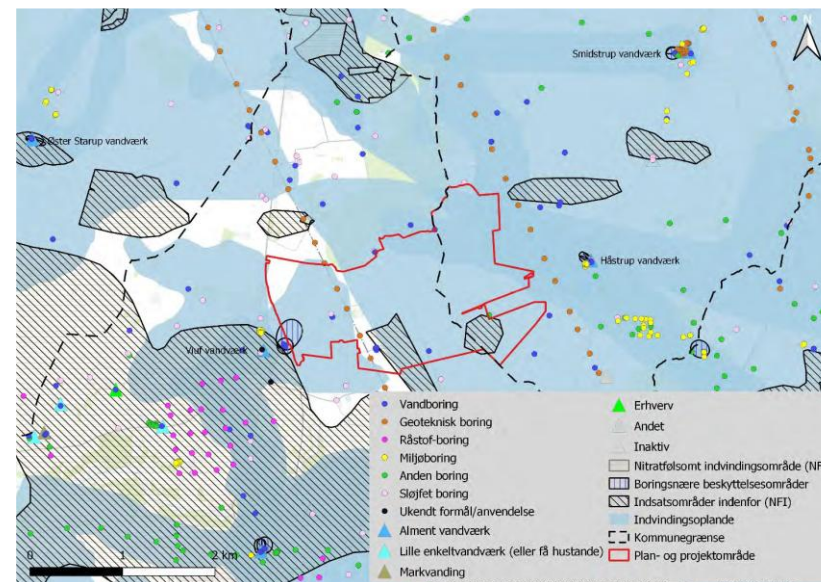 N
Smidstrup vandværk
Øster Starup vandværk
Håstrup vandværk
Viuf vandværk
Vandboring
Geoteknisk boring
Råstof-boring
Miljøboring
Anden boring
Sløjfet boring
Ukendt formål/anvendelse
Alment vandværk
Lille enkeltvandværk (eller få hustande)
Markvanding
Erhverv
Andet
Inaktiv
Nitratfølsomt indvindingsområde (NF
Boringsnære beskyttelsesområder
Indsatsområder indenfor (NFI)
Indvindingsoplande
Kommunegrænse
Plan- og projektområde
0 1 2 km